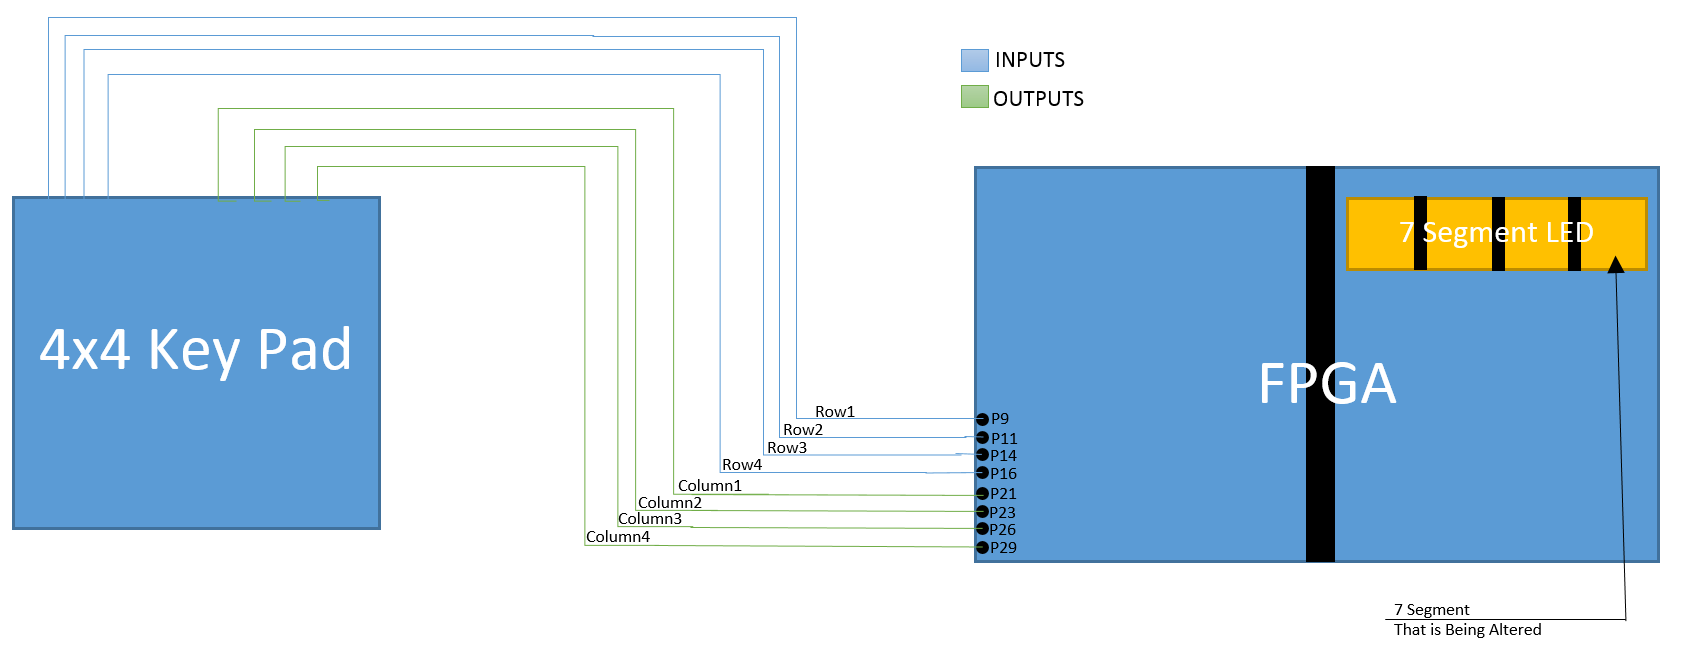 INPUTS
OUTPUTS
7 Segment LED
4x4 Key Pad
FPGA
Row1
P9
Row2
P11
Row3
P14
Row4
P16
Column1
P21
Column2
P23
Column3
P26
Column4
P29
7 Segment
That is Being Altered